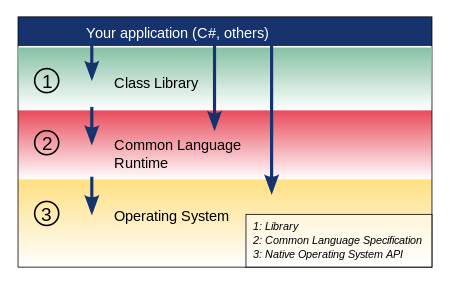 Your application (C#, others)
1
Class Library
2
Common Language
Runtime
3
Operating System
1: Library
2: Common Language Specification
3: Native Operating System API